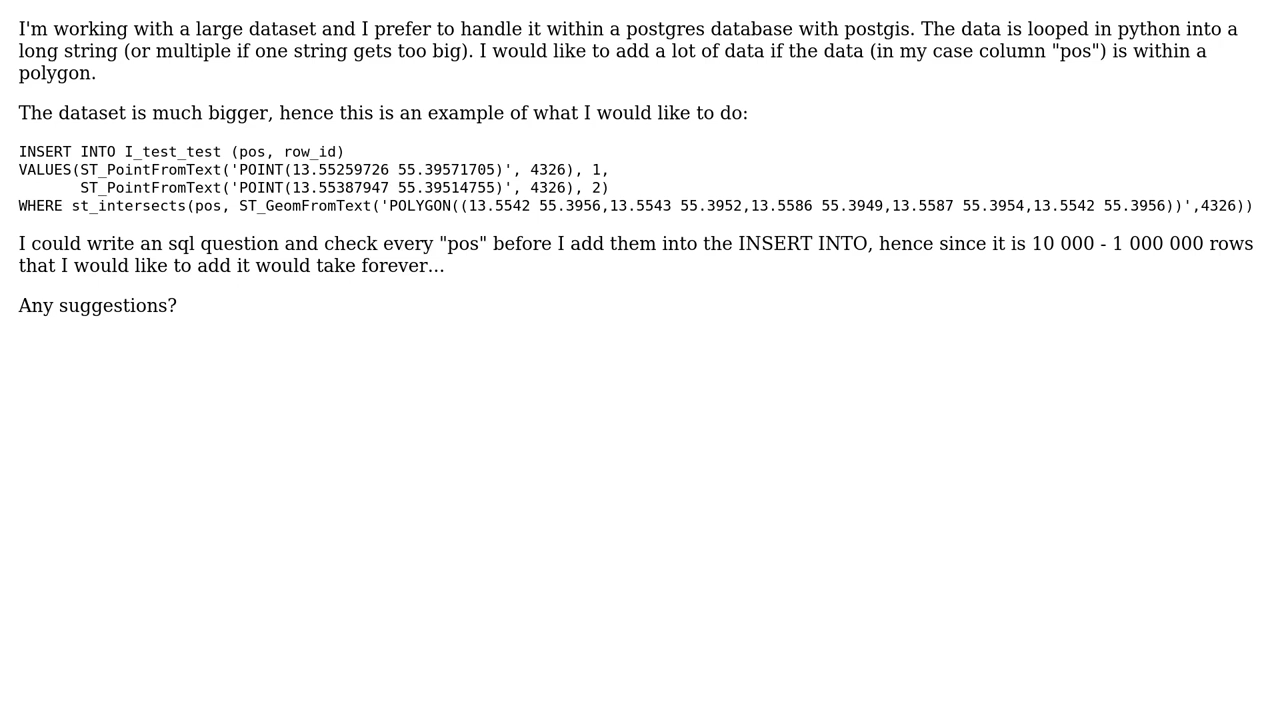 I'm working with a large dataset and I prefer to handle it within a postgres database with postgis. The data is looped in python into a
long string (or multiple if one string gets too big). I would like to add a lot of data if the data (in my case column "pos") is within a
polygon.
The dataset is much bigger, hence this is an example of what I would like to do:
INSERT INTO I_test_test (pos, row_id)
VALUES(ST_PointFromText('POINT(13.55259726 55.39571705)', 4326), 1,
       ST_PointFromText('POINT(13.55387947 55.39514755)', 4326), 2)
WHERE st_intersects(pos, ST_GeomFromText('POLYGON((13.5542 55.3956,13.5543 55.3952,13.5586 55.3949,13.5587 55.3954,13.5542 55.3956))',4326))
I could write an sql question and check every "pos" before I add them into the INSERT INTO, hence since it is 10 000 - 1 000 000 rows
that I would like to add it would take forever...
Any suggestions?